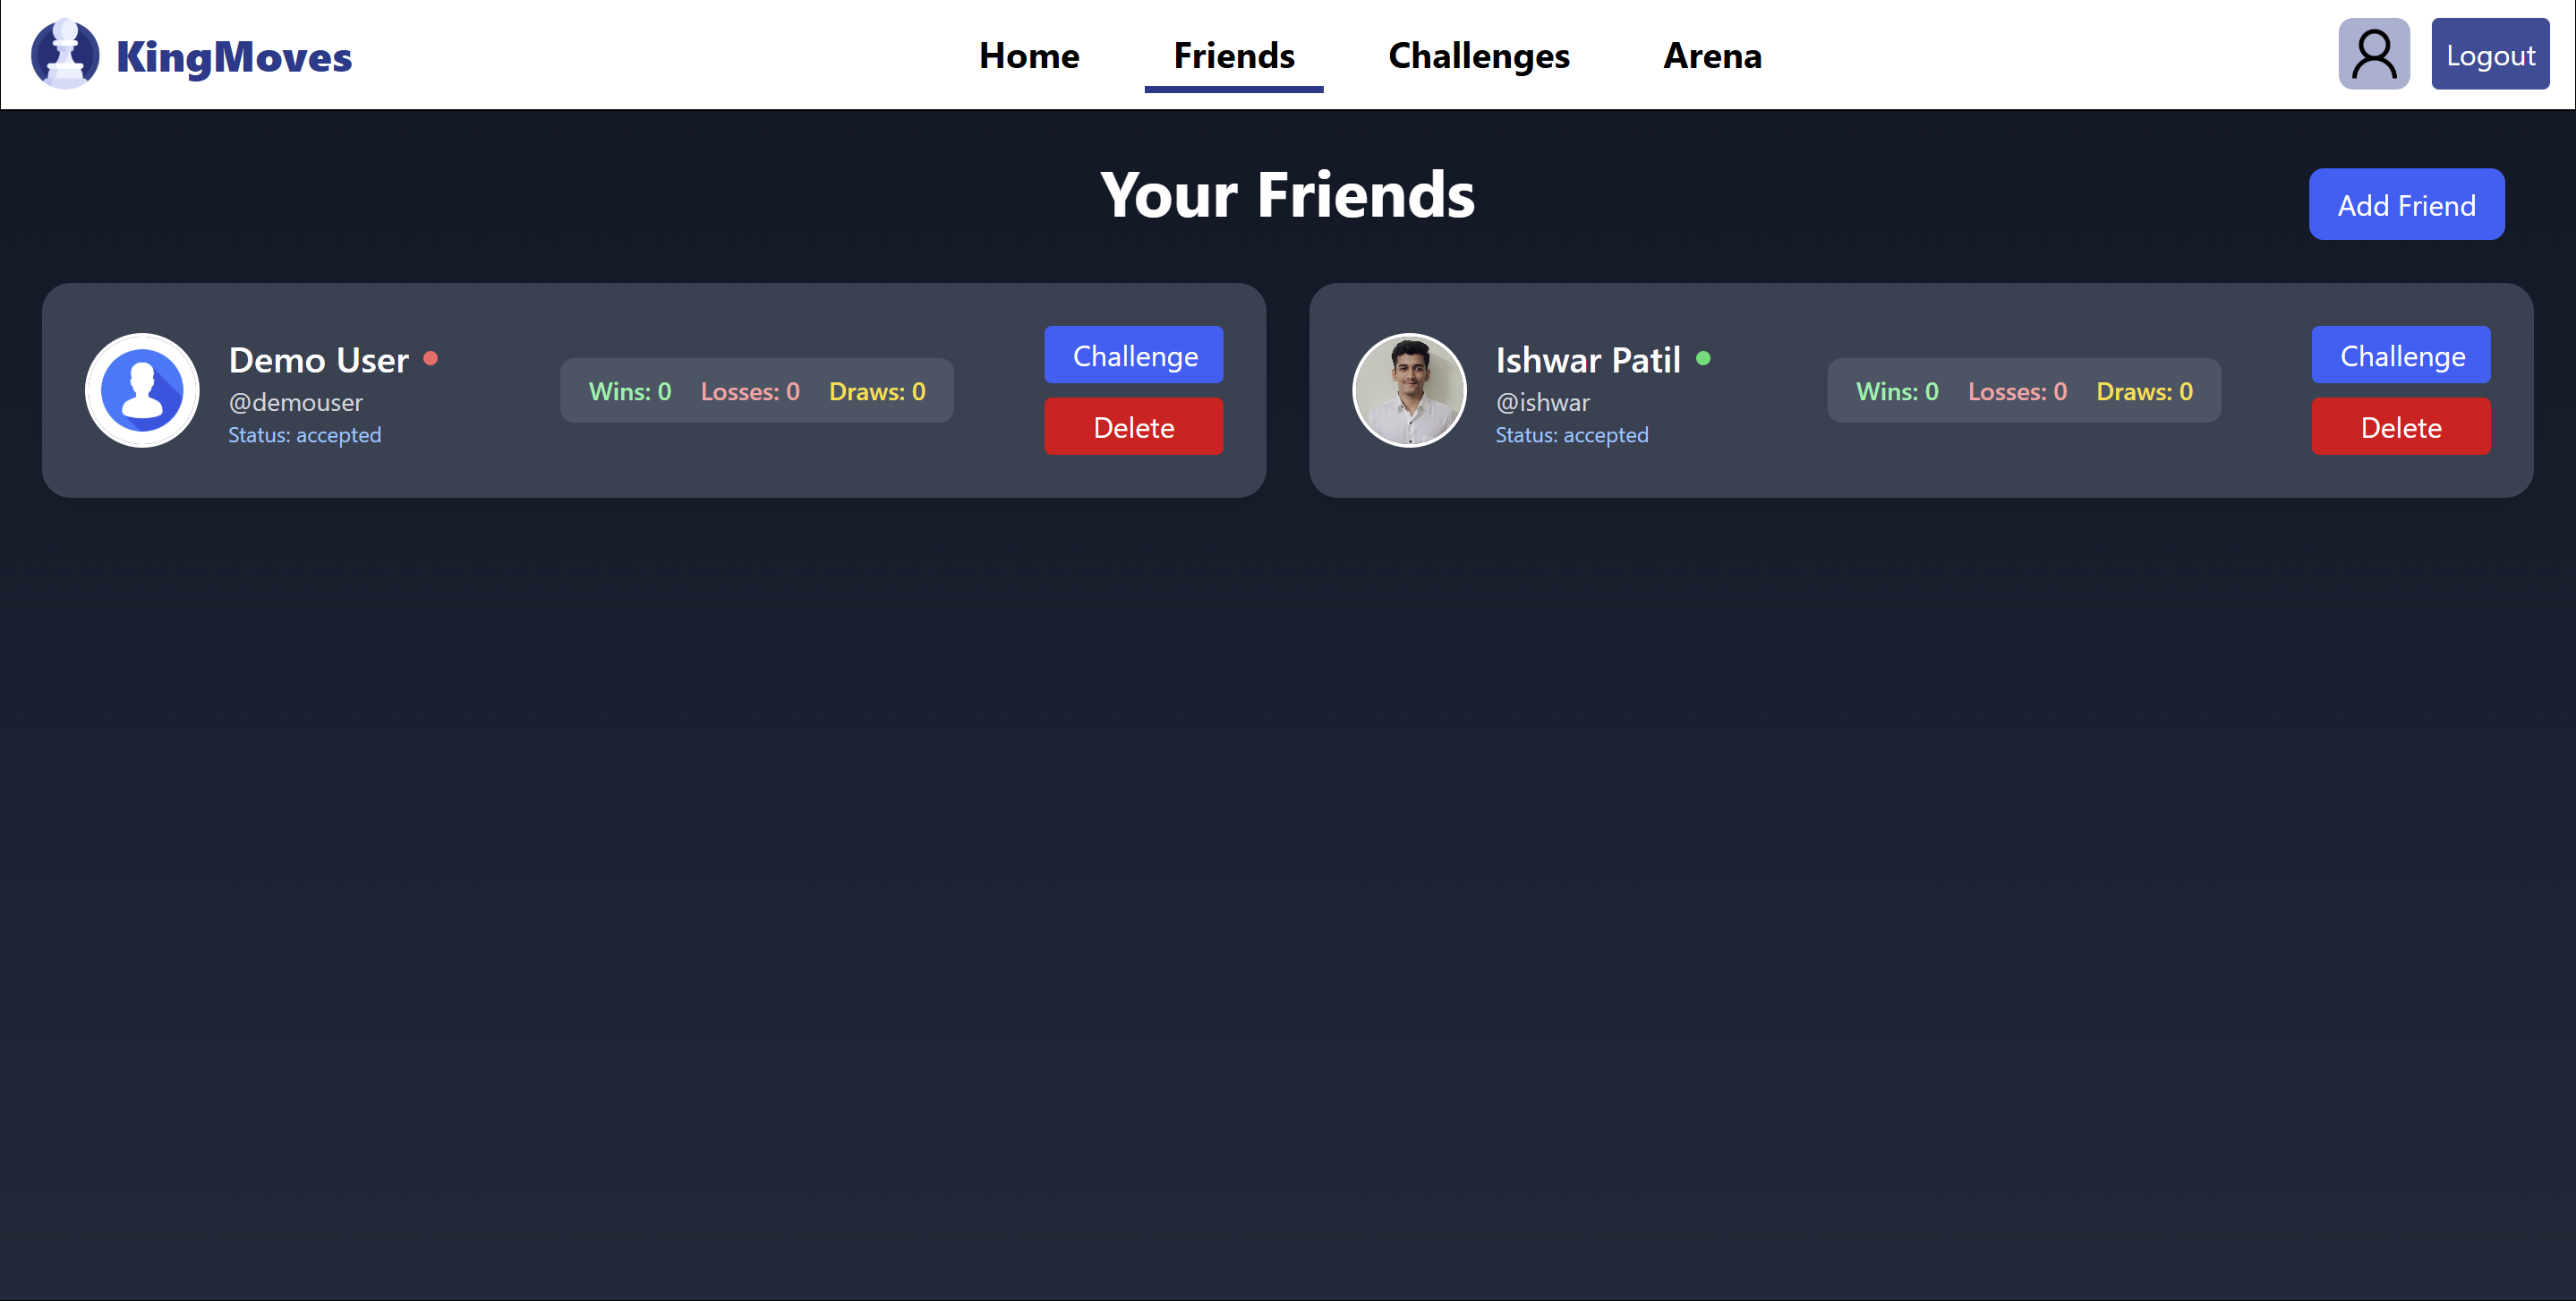 KingMoves
Home Friends Challenges Arena
Logout
Your Friends
Add Friend
Demo User
@demouser
Status: accepted
Wins: 0 Losses: 0 Draws: 0
Challenge
Delete
Ishwar Patil
@ishwar
Status: accepted
Wins: 0 Losses: 0 Draws: 0
Challenge
Delete